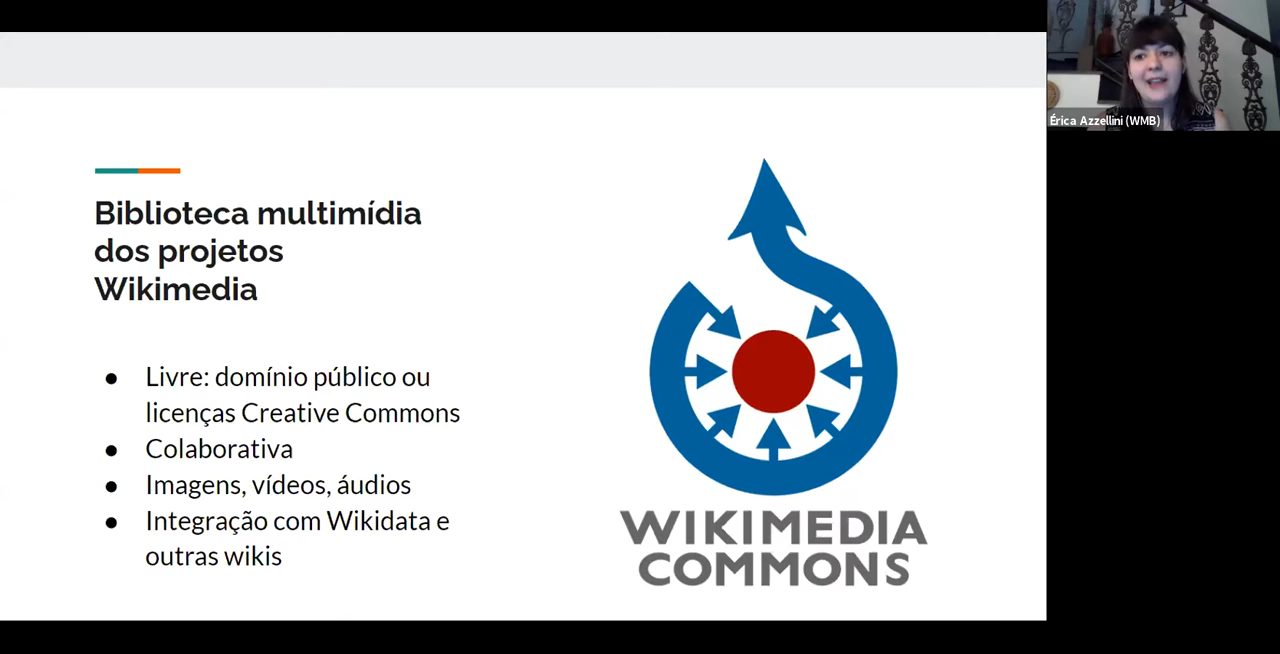 Biblioteca multimídia
dos projetos
Wikimedia
● Livre: domínio público ou
licenças Creative Commons
● Colaborativa
● Imagens, vídeos, áudios
● Integração com Wikidata e
outras wikis
WIKIMEDIA
COMMONS
Érica Azzellini (WMB)